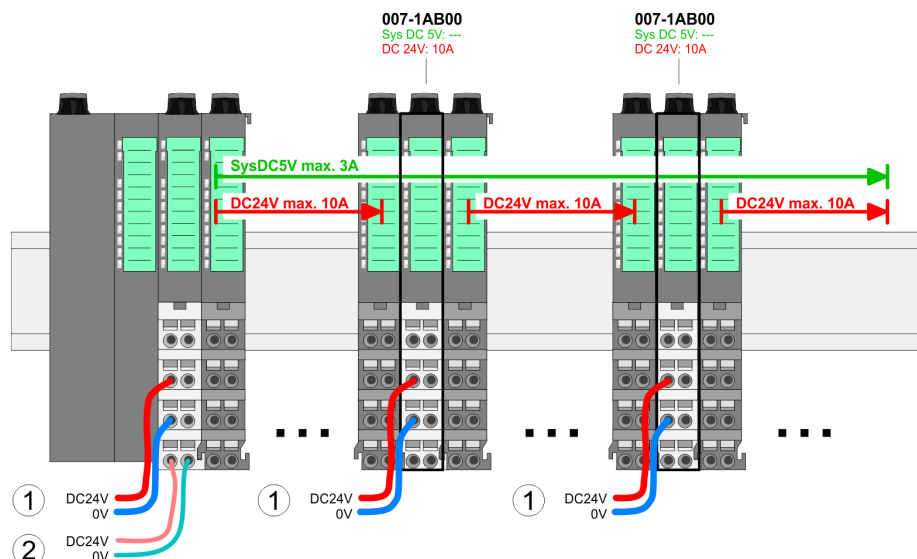 007-1AB00
Sys DC 5V: ---
DC 24V: 10A
007-1AB00
Sys DC 5V: ---
DC 24V: 10A
SysDC5V max. 3A
DC24V max. 10A
DC24V max. 10A
DC24V max. 10A
...
...
...
1
DC24V
0V
1
DC24V
0V
1
DC24V
0V
2
DC24V
0V